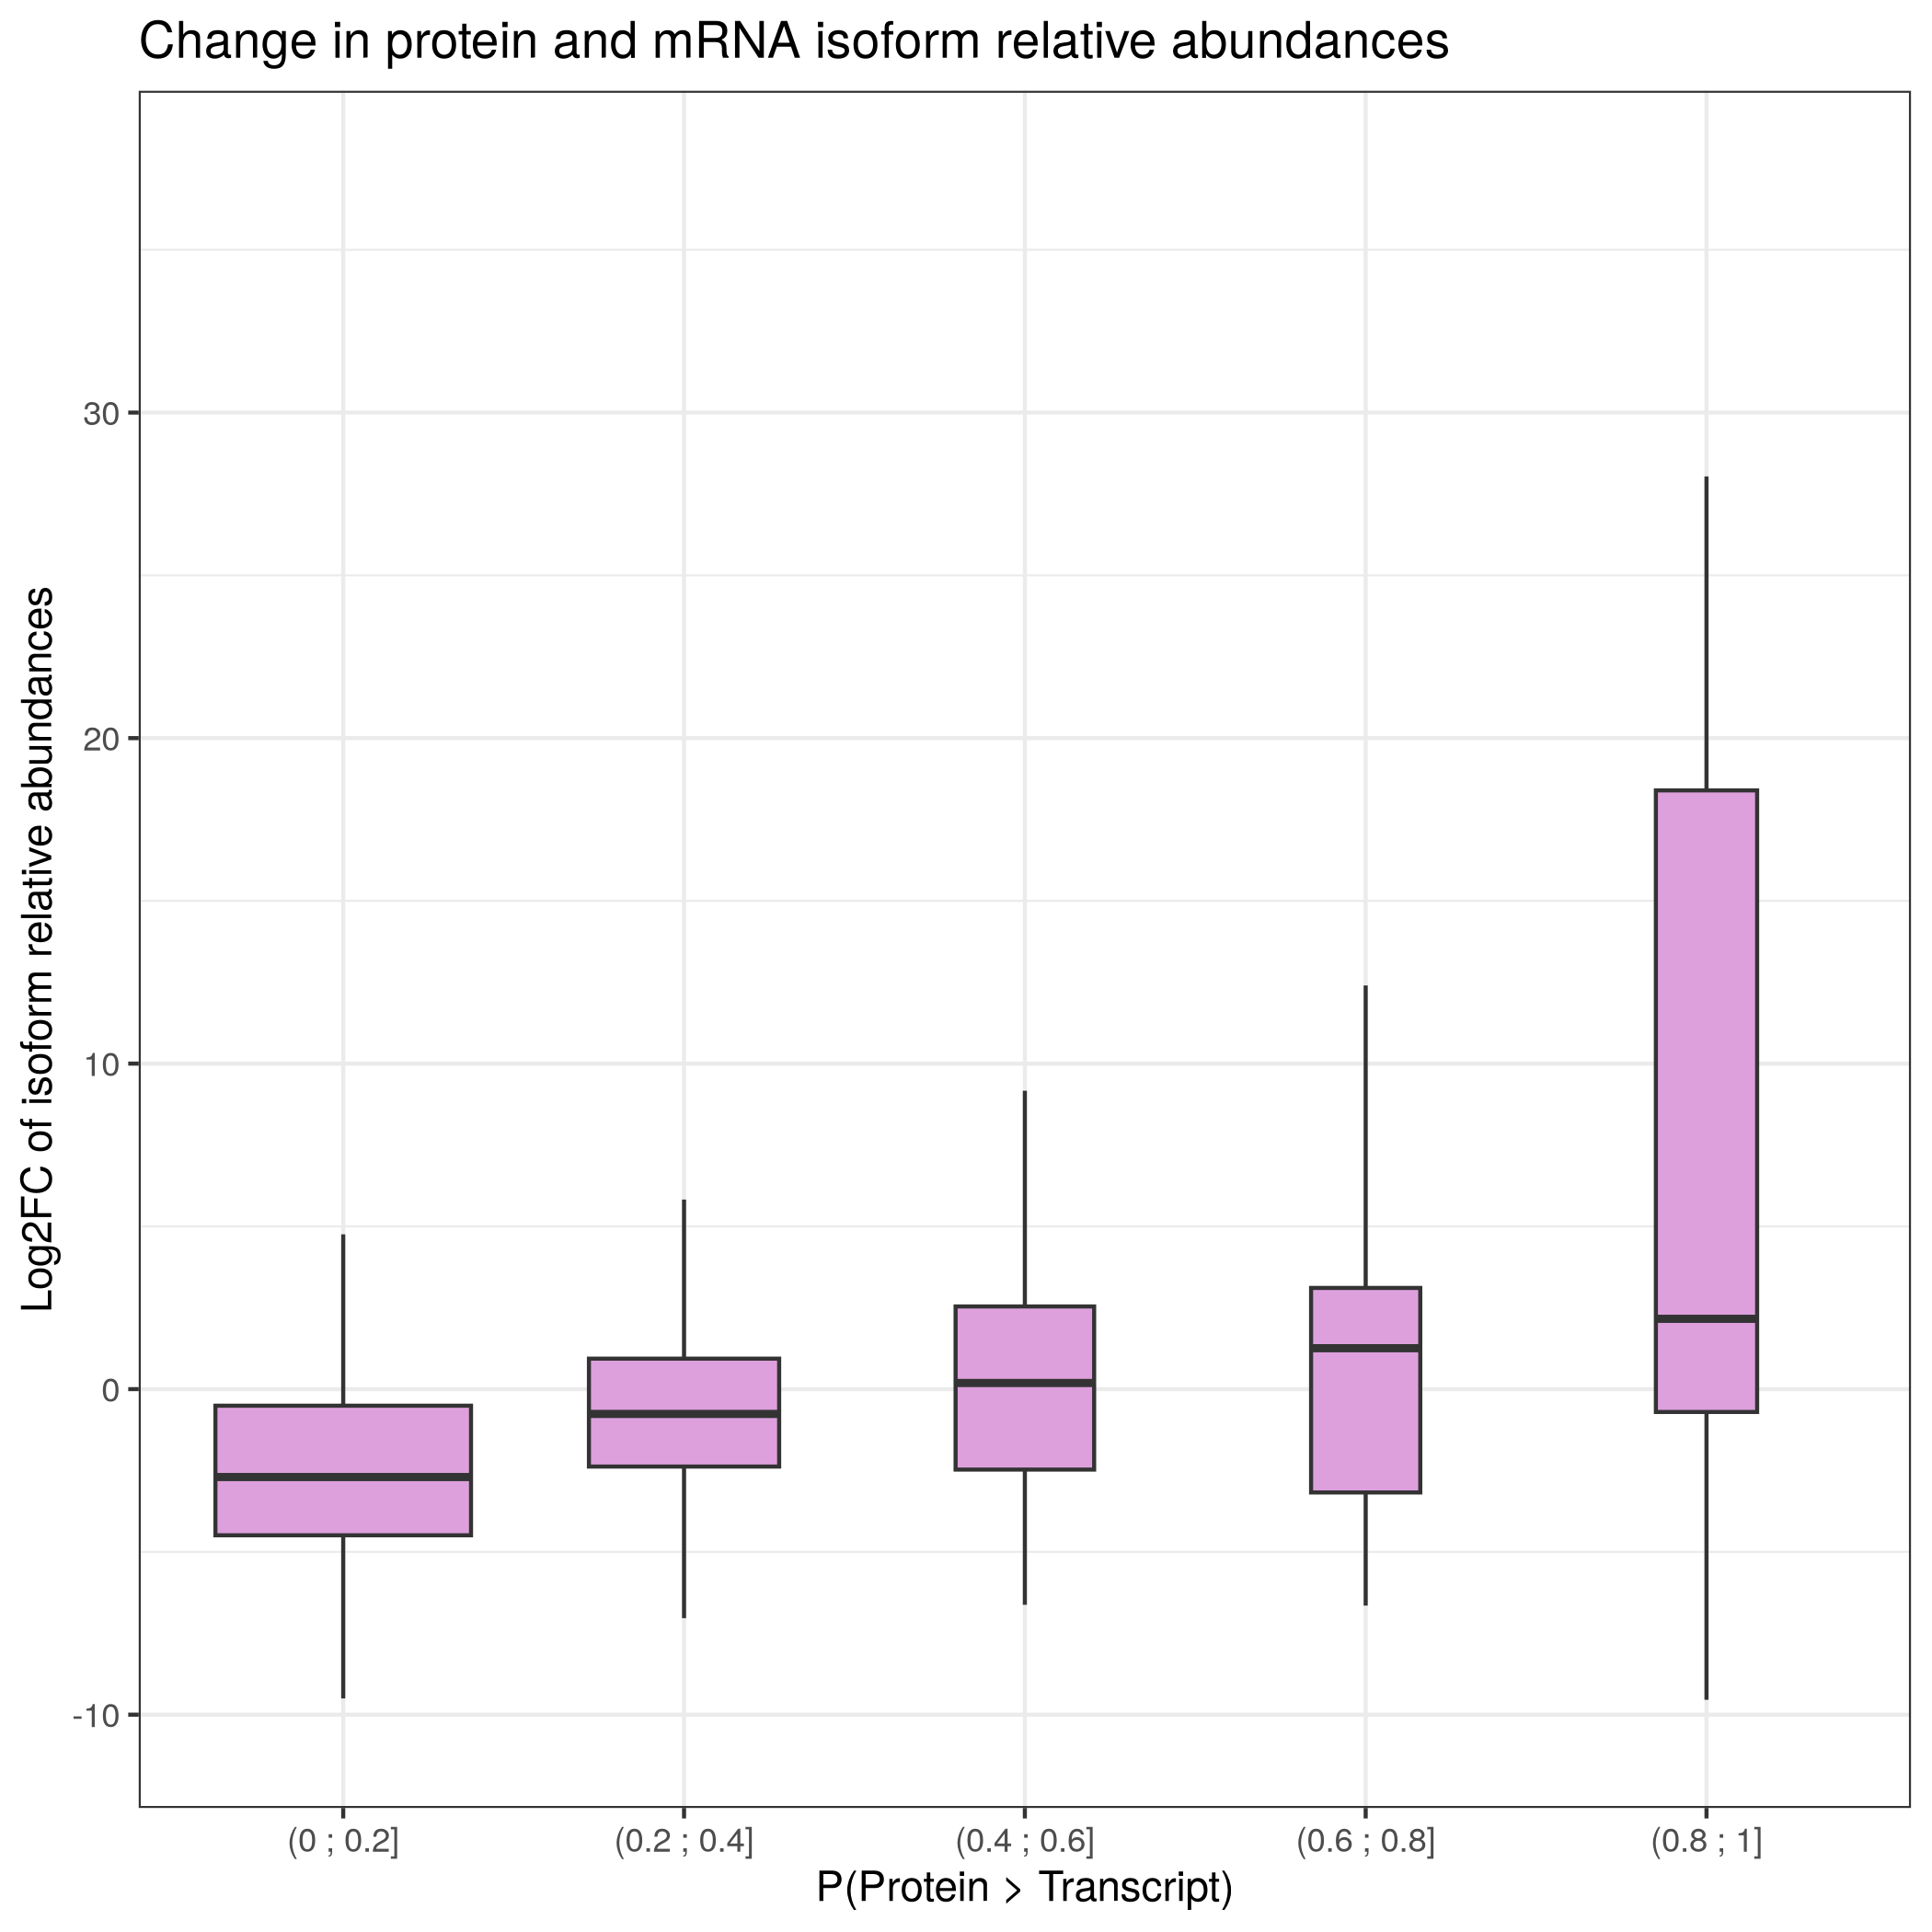 Change in protein and mRNA isoform relative abundances
Log2FC of isoform relative abundances
30
20
10
0
-10
(0 ; 0.2]
(0.2 ; 0.4]
(0.4 ; 0.6]
(0.6 ; 0.8]
(0.8 ; 1]
P(Protein > Transcript)